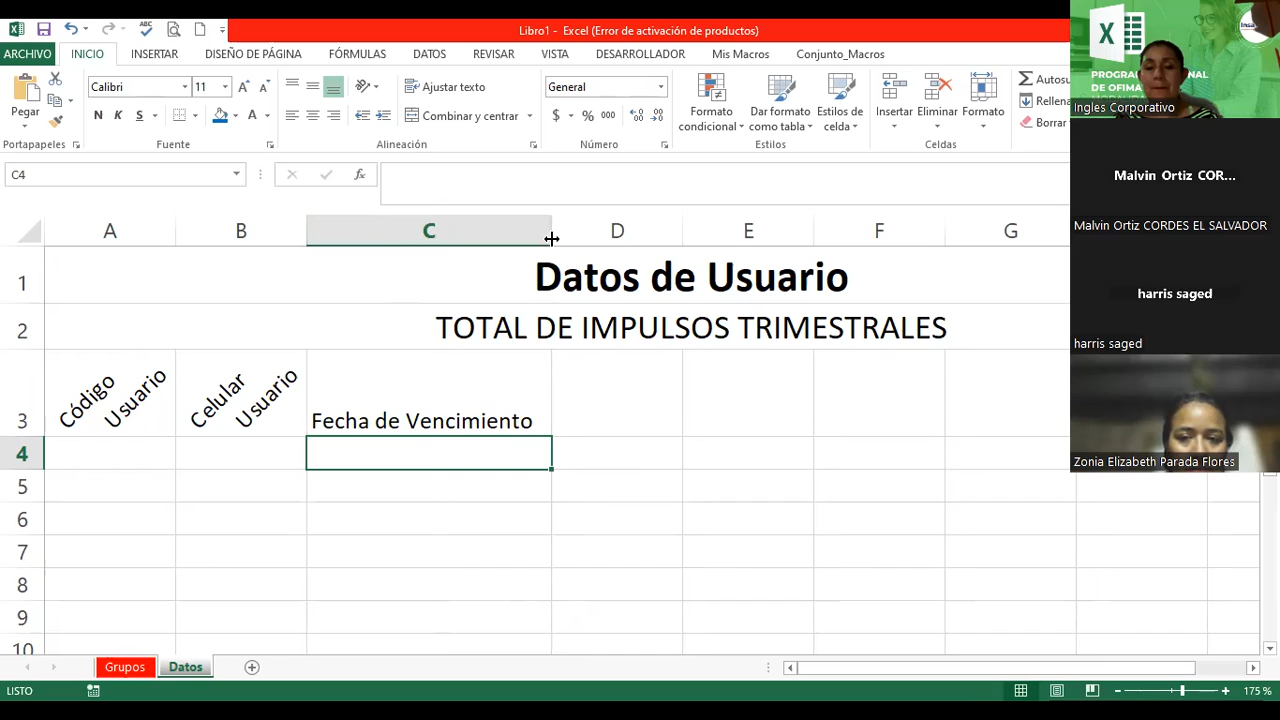 Libro1 - Excel (Error de activación de productos)
ARCHIVO INICIO INSERTAR DISEÑO DE PÁGINA FÓRMULAS DATOS REVISAR VISTA DESARROLLADOR Mis Macros Conjunto_Macros
Calibri 11 Ajustar texto General
Pegar N K S Combinar y centrar $ % 000
Formato condicional Dar formato como tabla Estilos de celda Insertar Eliminar Formato
Autosu
Rellena
Borrar
Portapapeles Fuente Alineación Número Estilos Celdas
C4 fx
A B C D E F G
1 Datos de Usuario
2 TOTAL DE IMPULSOS TRIMESTRALES
3 Código Usuario Celular Usuario Fecha de Vencimiento
4
5
6
7
8
9
10
Grupos Datos
LISTO 175 %
Ingles Corporativo
Malvin Ortiz COR...
Malvin Ortiz CORDES EL SALVADOR
harris saged
harris saged
Zonia Elizabeth Parada Flores